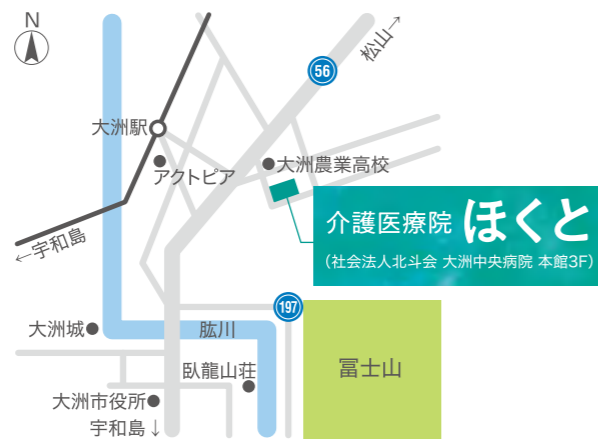 N
松山→
56
大洲駅
アクトピア
大洲農業高校
介護医療院 ほくと
(社会法人北斗会 大洲中央病院 本館3F)
←宇和島
197
大洲城
肱川
臥龍山荘
冨士山
大洲市役所
宇和島↓